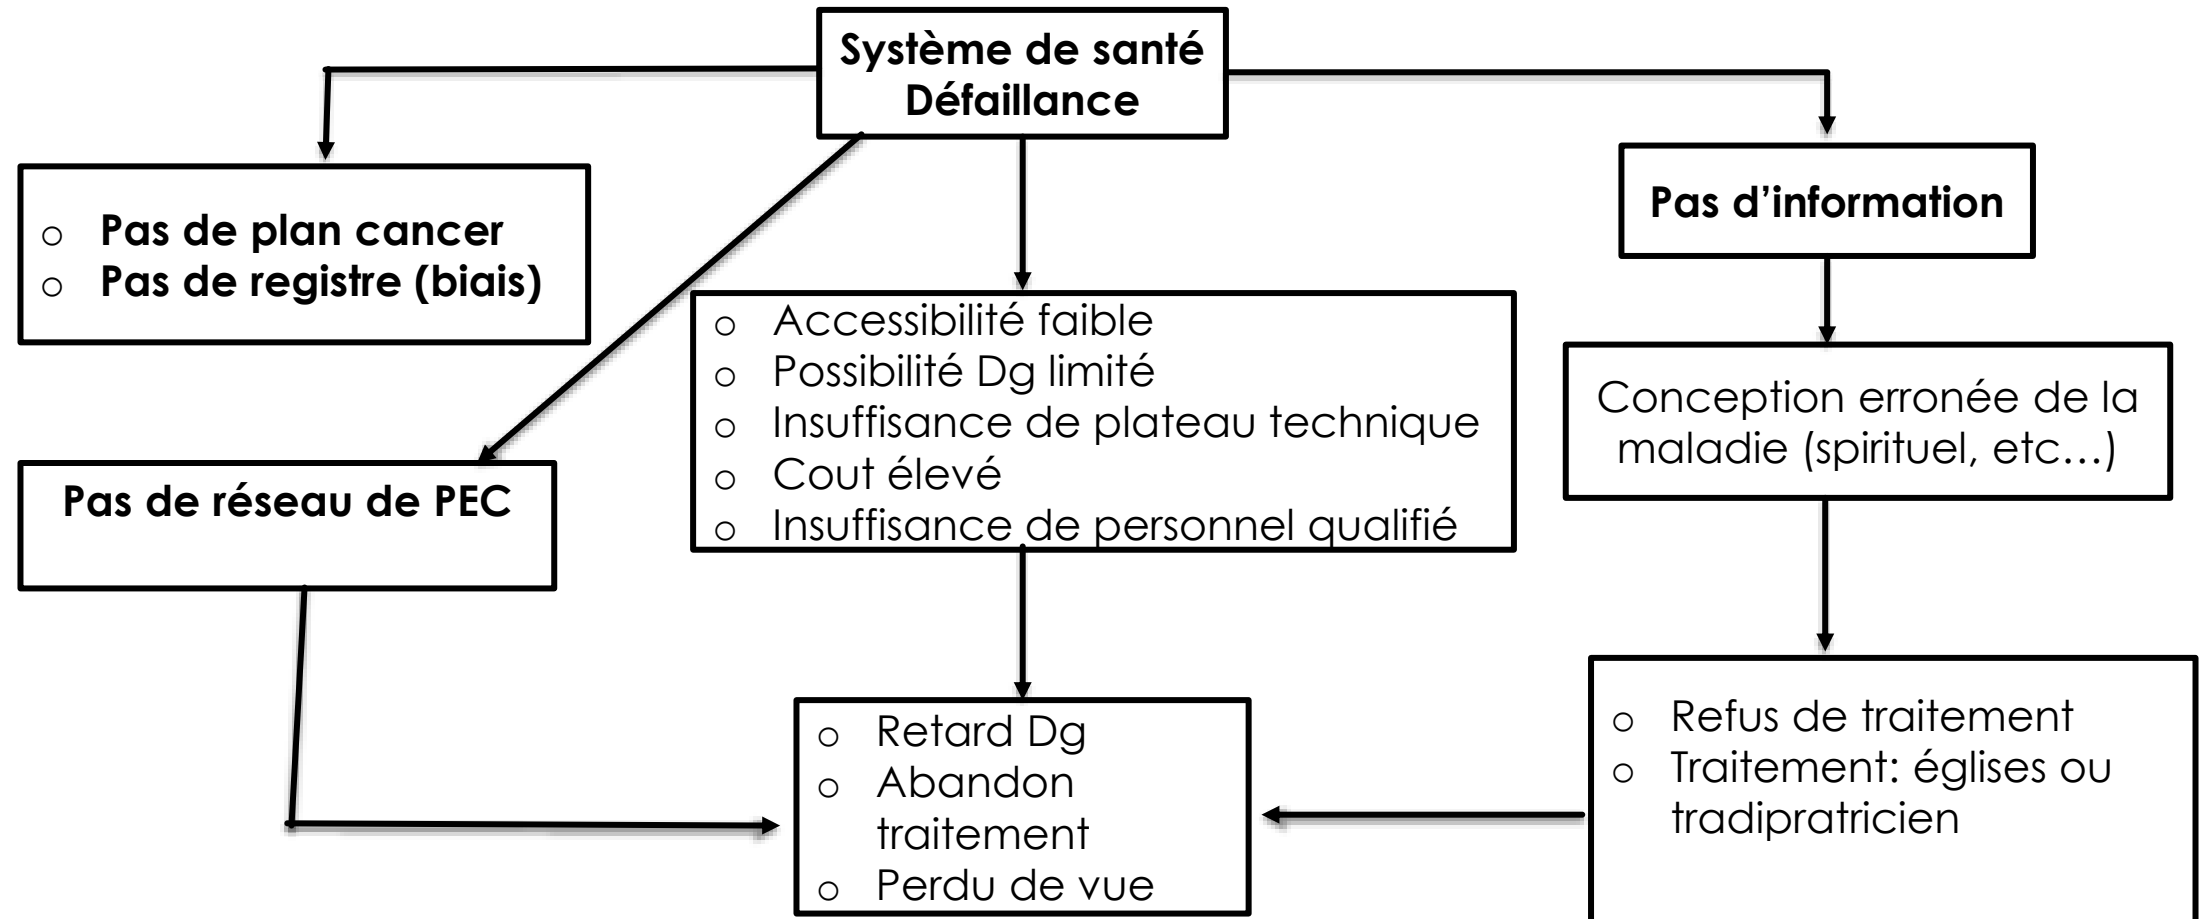 Système de santé
Défaillance
o Pas de plan cancer
o Pas de registre (biais)
Pas d’information
o Accessibilité faible
o Possibilité Dg limité
o Insuffisance de plateau technique
o Cout élevé
o Insuffisance de personnel qualifié
Conception erronée de la
maladie (spirituel, etc…)
Pas de réseau de PEC
o Retard Dg
o Abandon
traitement
o Perdu de vue
o Refus de traitement
o Traitement: églises ou
tradipratricien